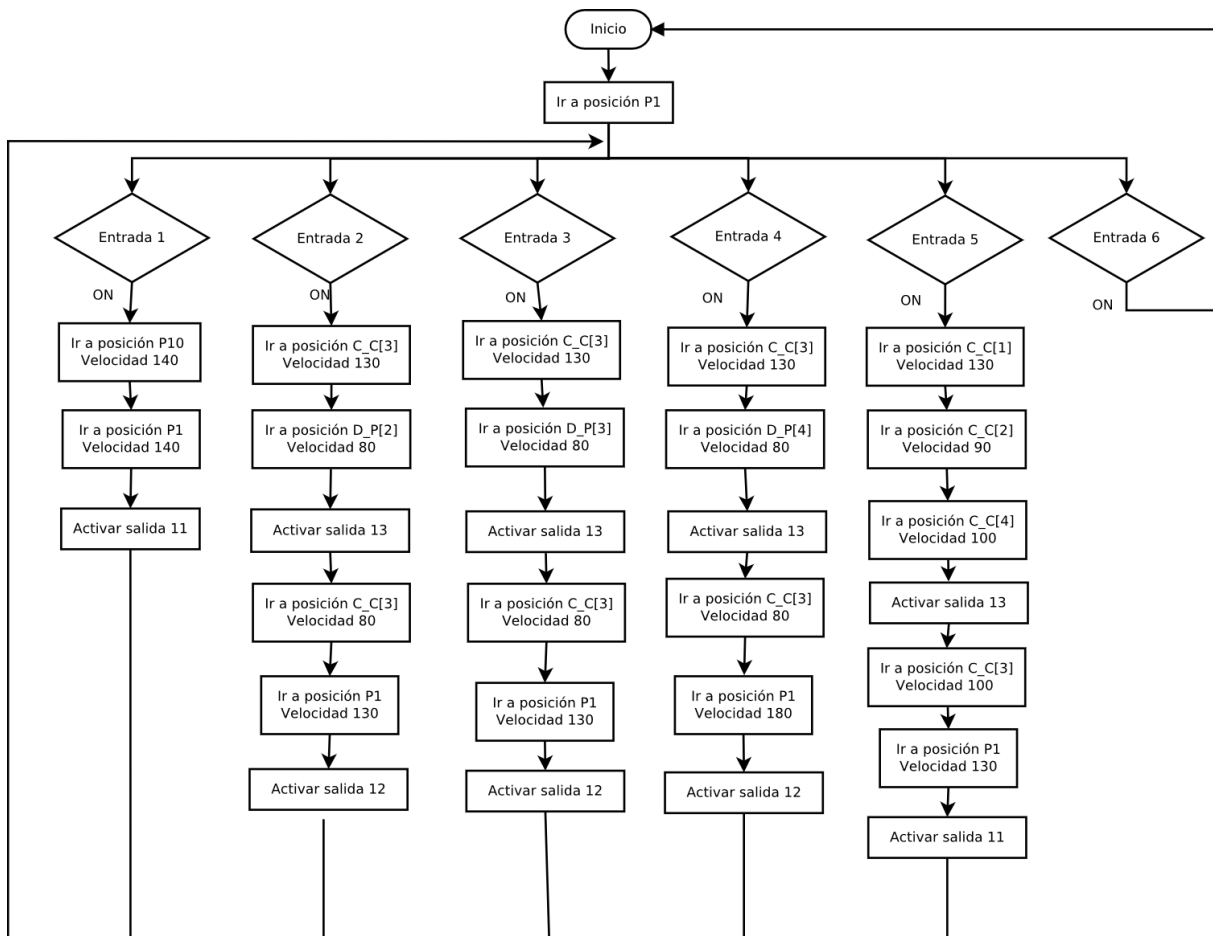 Inicio
Ir a posición P1
Entrada 1
ON
Ir a posición P10
Velocidad 140
Ir a posición P1
Velocidad 140
Activar salida 11
Entrada 2
ON
Ir a posición C_C[3]
Velocidad 130
Ir a posición D_P[2]
Velocidad 80
Activar salida 13
Ir a posición C_C[3]
Velocidad 80
Ir a posición P1
Velocidad 130
Activar salida 12
Entrada 3
ON
Ir a posición C_C[3]
Velocidad 130
Ir a posición D_P[3]
Velocidad 80
Activar salida 13
Ir a posición C_C[3]
Velocidad 80
Ir a posición P1
Velocidad 130
Activar salida 12
Entrada 4
ON
Ir a posición C_C[3]
Velocidad 130
Ir a posición D_P[4]
Velocidad 80
Activar salida 13
Ir a posición C_C[3]
Velocidad 80
Ir a posición P1
Velocidad 180
Activar salida 12
Entrada 5
ON
Ir a posición C_C[1]
Velocidad 130
Ir a posición C_C[2]
Velocidad 90
Ir a posición C_C[4]
Velocidad 100
Activar salida 13
Ir a posición C_C[3]
Velocidad 100
Ir a posición P1
Velocidad 130
Activar salida 11
Entrada 6
ON